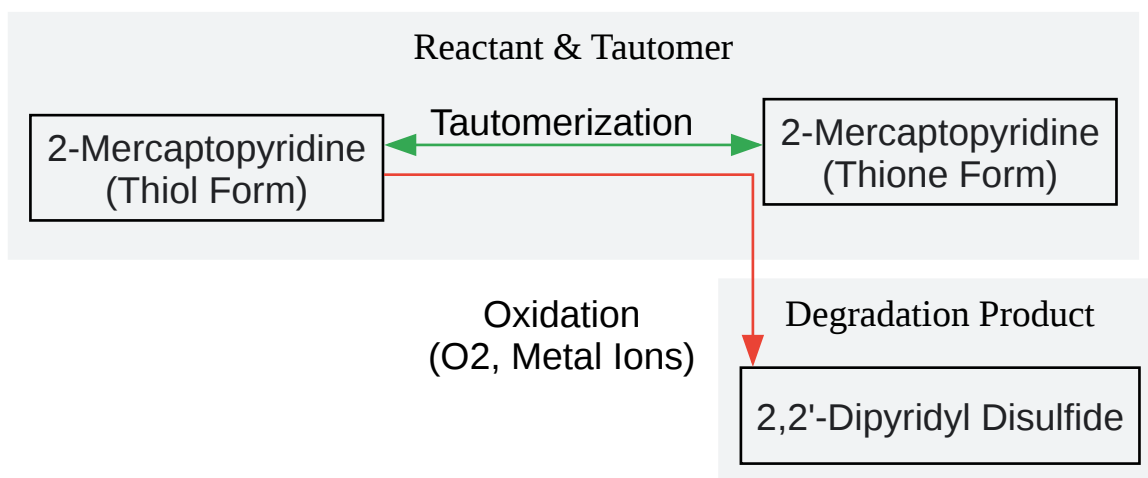 Reactant & Tautomer
Tautomerization
2-Mercaptopyridine
(Thiol Form)
2-Mercaptopyridine
(Thione Form)
Oxidation
(O2, Metal Ions)
Degradation Product
2,2'-Dipyridyl Disulfide